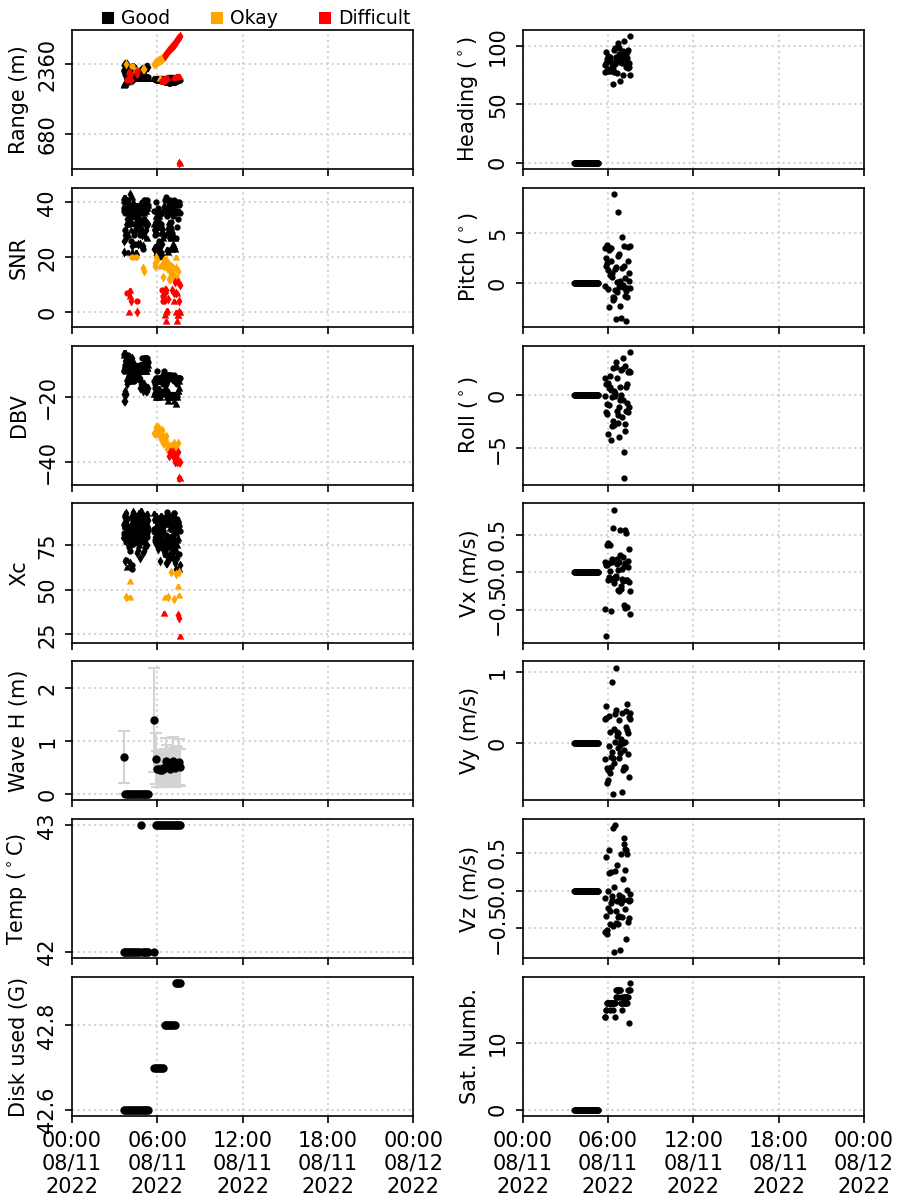 Good Okay Difficult
Range (m)
2360
680
Heading (°)
100
50
0
SNR
40
20
0
Pitch (°)
5
0
DBV
−20
−40
Roll (°)
0
−5
Xc
75
50
25
Vx (m/s)
0.5
0.0
−0.5
Wave H (m)
2
1
0
Vy (m/s)
1
0
Temp (°C)
43
42
Vz (m/s)
0.5
0.0
−0.5
Disk used (G)
42.8
42.6
Sat. Numb.
10
0
00:00 06:00 12:00 18:00 00:00
08/11 08/11 08/11 08/11 08/12
2022 2022 2022 2022 2022
00:00 06:00 12:00 18:00 00:00
08/11 08/11 08/11 08/11 08/12
2022 2022 2022 2022 2022